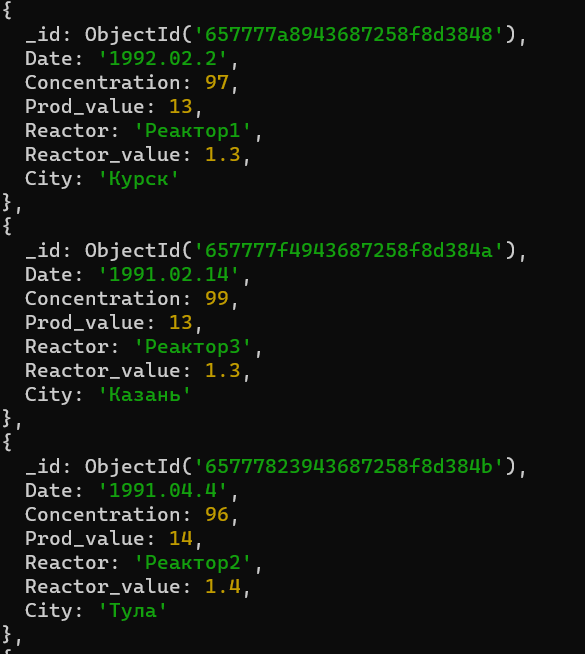 {
_id: ObjectId('657777a8943687258f8d3848'),
Date: '1992.02.2',
Concentration: 97,
Prod_value: 13,
Reactor: 'Реактор1',
Reactor_value: 1.3,
City: 'Курск'
},
{
_id: ObjectId('657777f4943687258f8d384a'),
Date: '1991.02.14',
Concentration: 99,
Prod_value: 13,
Reactor: 'Реактор3',
Reactor_value: 1.3,
City: 'Казань'
},
{
_id: ObjectId('65777823943687258f8d384b'),
Date: '1991.04.4',
Concentration: 96,
Prod_value: 14,
Reactor: 'Реактор2',
Reactor_value: 1.4,
City: 'Тула'
},